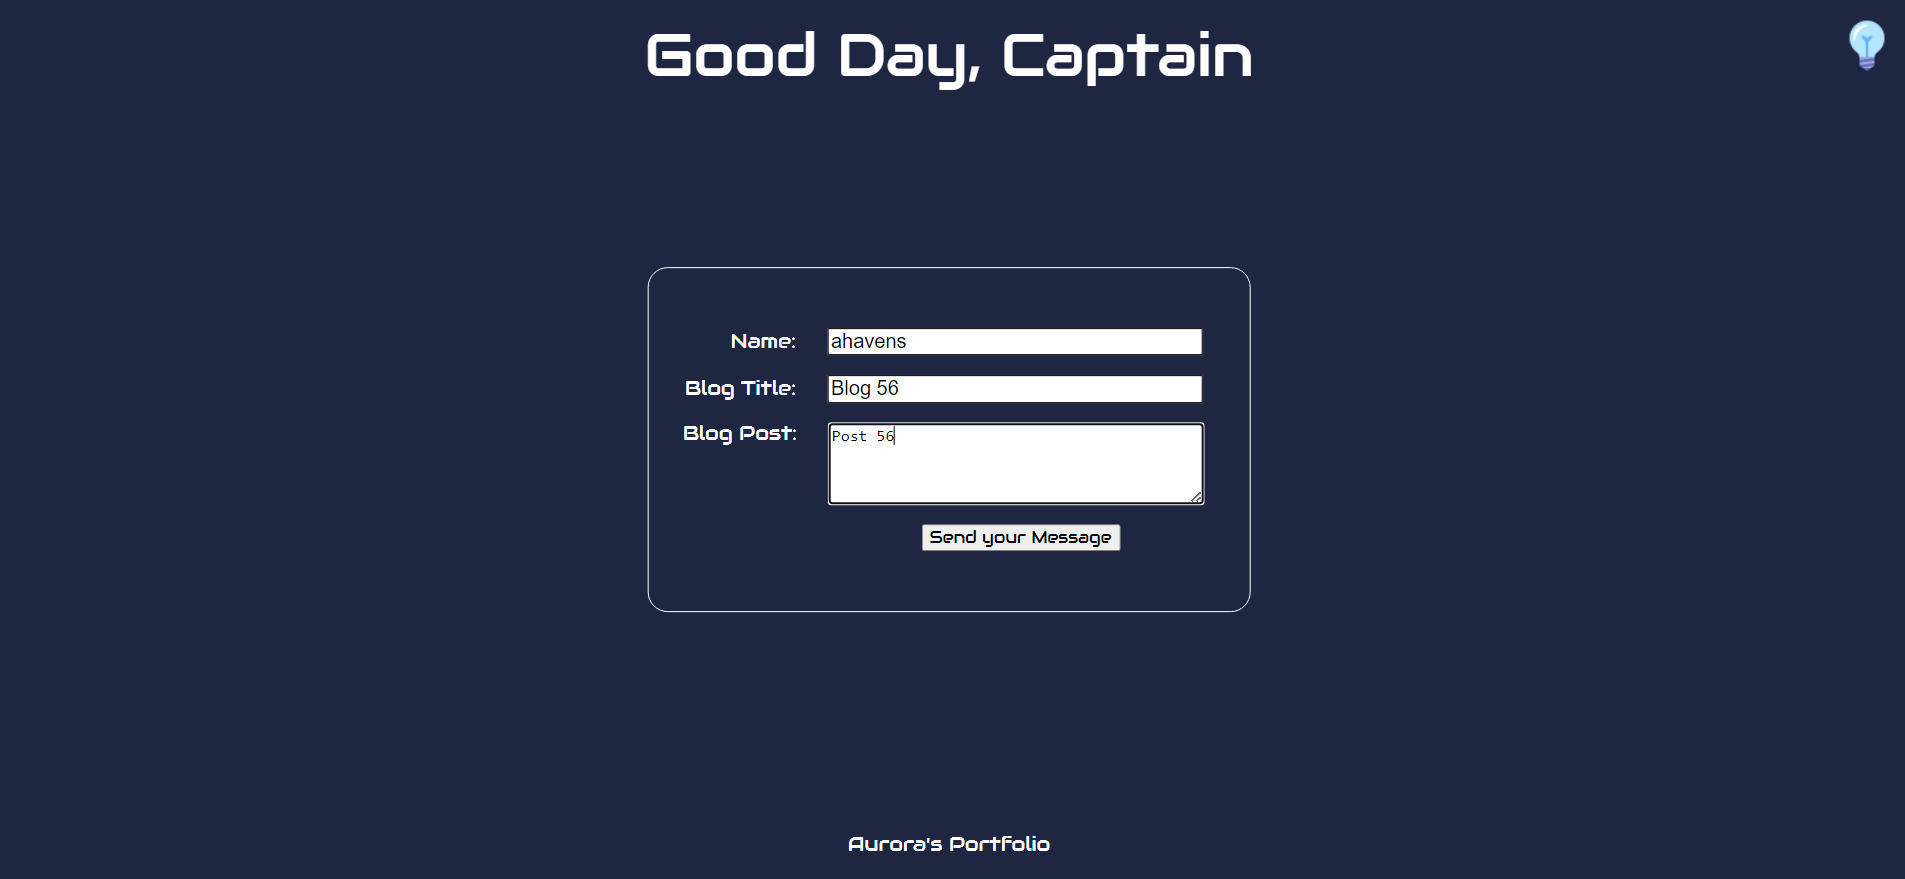 Good Day, Captain
Name: ahavens
Blog Title: Blog 56
Blog Post: Post 56
Send your Message
Aurora's Portfolio